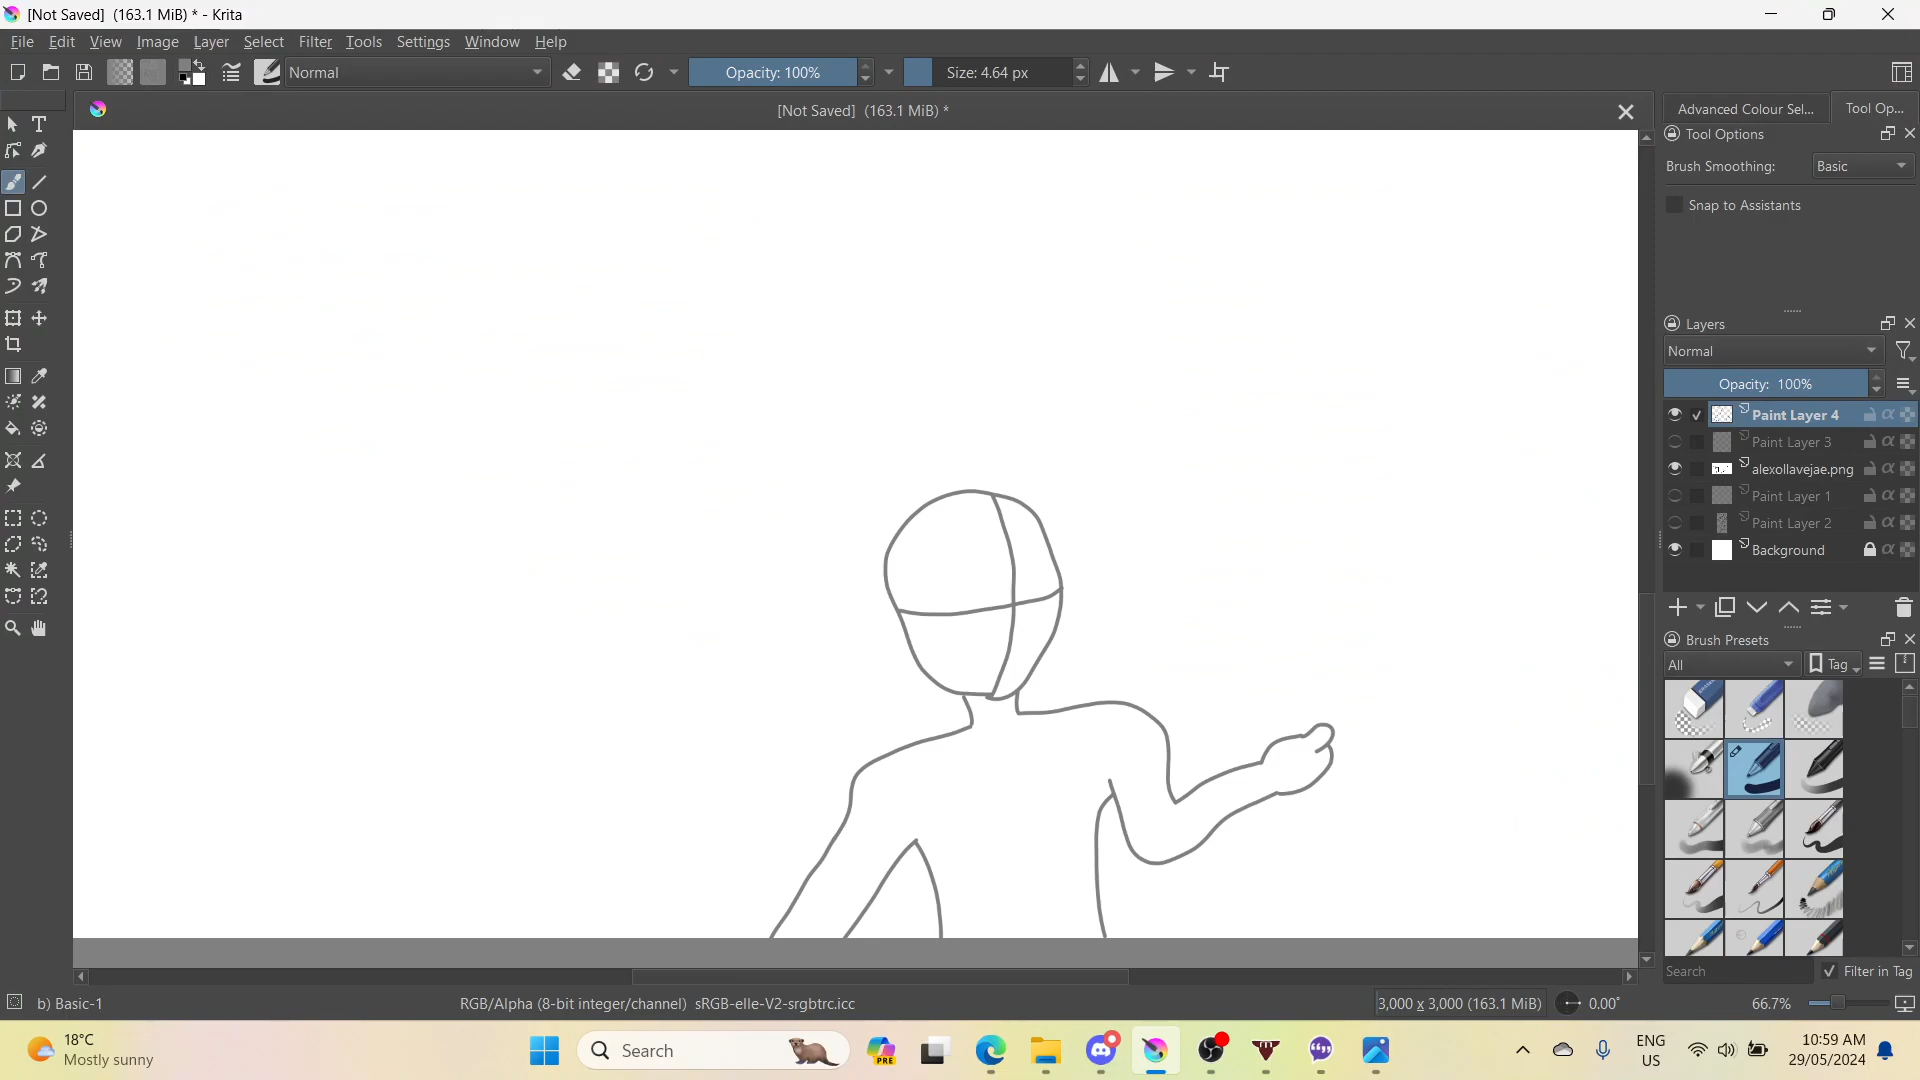 [Not Saved]  (163.1 MiB) * - Krita
File Edit View Image Layer Select Filter Tools Settings Window Help
Normal Opacity: 100% Size: 4.64 px
[Not Saved]  (163.1 MiB) *
Advanced Colour Sel... Tool Op...
Tool Options
Brush Smoothing: Basic
Snap to Assistants
Layers
Normal
Opacity:  100%
Paint Layer 4
Paint Layer 3
alexollavejae.png
Paint Layer 1
Paint Layer 2
Background
Brush Presets
All Tag
Search Filter in Tag
b) Basic-1 RGB/Alpha (8-bit integer/channel)  sRGB-elle-V2-srgbtrc.icc 3,000 x 3,000 (163.1 MiB) 0.00° 66.7%
18°C
Mostly sunny
Search
PRE
ENG
US
10:59 AM
29/05/2024